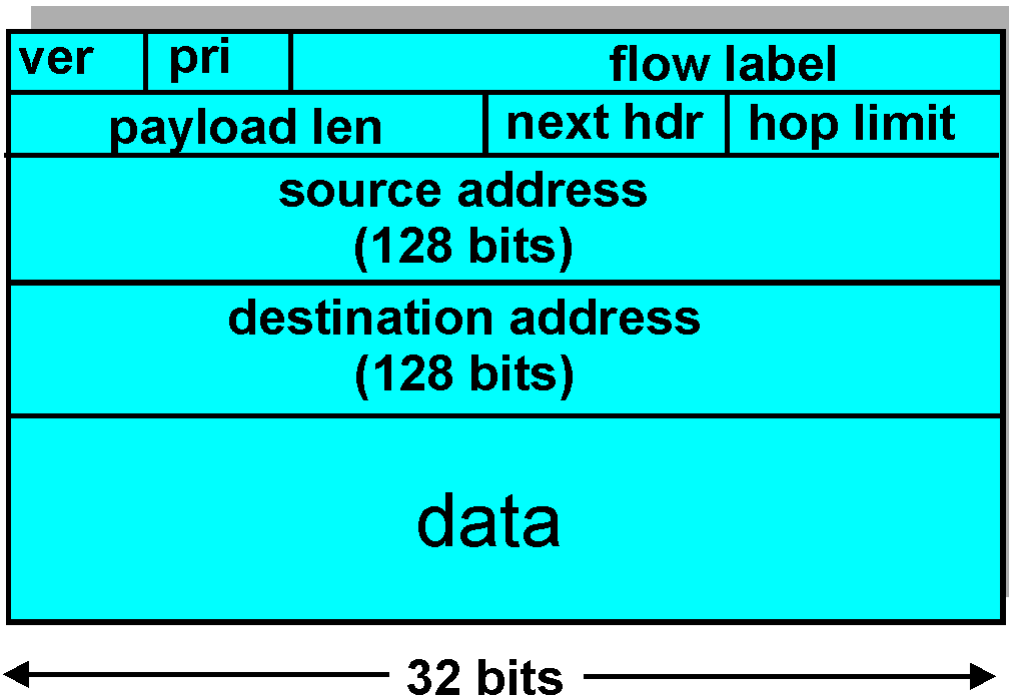 ver pri flow label
payload len next hdr hop limit
source address
(128 bits)
destination address
(128 bits)
data
32 bits